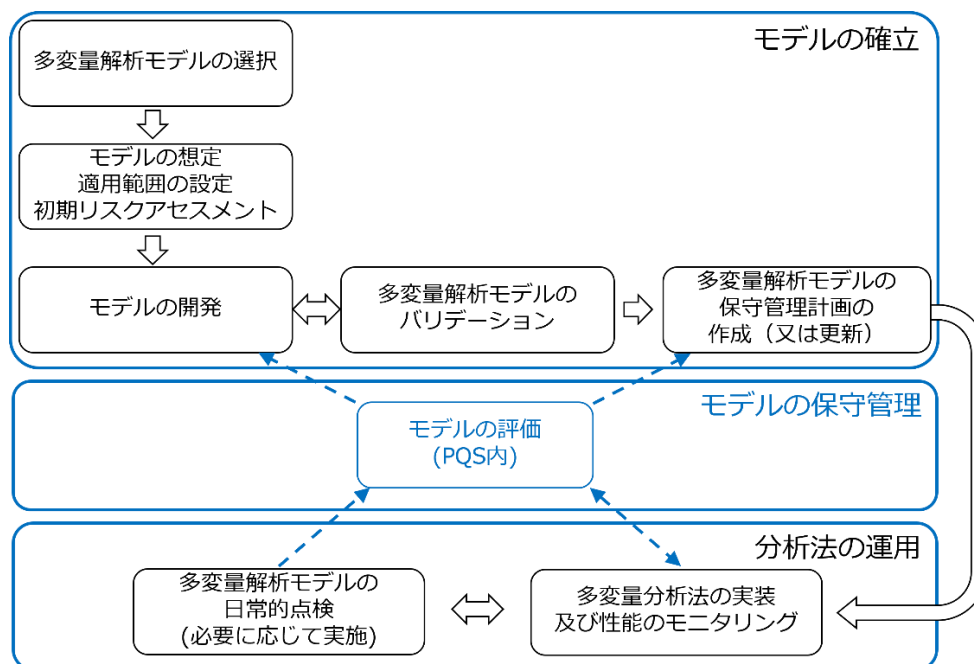 モデルの確立
多変量解析モデルの選択
モデルの想定
適用範囲の設定
初期リスクアセスメント
モデルの開発
多変量解析モデルの
バリデーション
多変量解析モデルの
保守管理計画の
作成（又は更新）
モデルの保守管理
モデルの評価
(PQS内)
分析法の運用
多変量解析モデルの
日常的点検
(必要に応じて実施)
多変量分析法の実装
及び性能のモニタリング